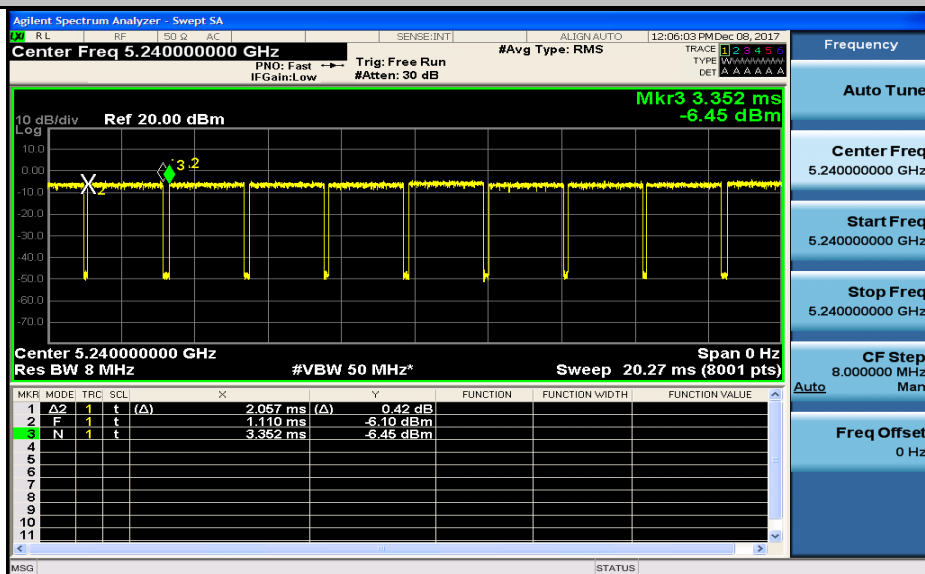 Agilent Spectrum Analyzer - Swept SA
LXI RL RF 50 Ω AC SENSE:INT ALIGN AUTO 12:06:03 PM Dec 08, 2017
Center Freq 5.240000000 GHz
PNO: Fast
IFGain:Low
Trig: Free Run
#Atten: 30 dB
#Avg Type: RMS
TRACE 1 2 3 4 5 6
TYPE WWWWWW
DET A A A A A A
Mkr3 3.352 ms
-6.45 dBm
10 dB/div Ref 20.00 dBm
Log
10.0
0.00
-10.0
-20.0
-30.0
-40.0
-50.0
-60.0
-70.0
3.2
X2
Center 5.240000000 GHz Span 0 Hz
Res BW 8 MHz #VBW 50 MHz* Sweep 20.27 ms (8001 pts)
MKR MODE TRC SCL X Y FUNCTION FUNCTION WIDTH FUNCTION VALUE
1 Δ2 1 t (Δ) 2.057 ms (Δ) 0.42 dB
2 F 1 t 1.110 ms -6.10 dBm
3 N 1 t 3.352 ms -6.45 dBm
4
5
6
7
8
9
10
11
MSG STATUS
Frequency
Auto Tune
Center Freq
5.240000000 GHz
Start Freq
5.240000000 GHz
Stop Freq
5.240000000 GHz
CF Step
8.000000 MHz
Auto Man
Freq Offset
0 Hz